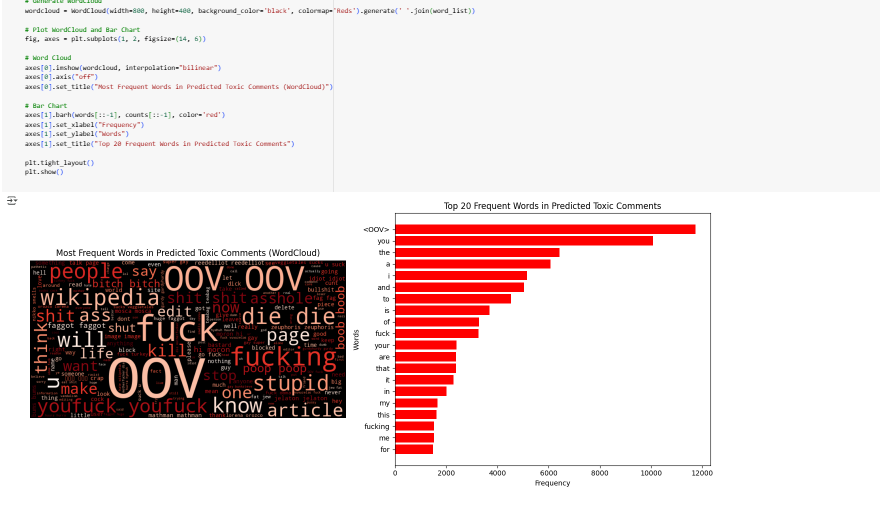 # Generate WordCloud
wordcloud = WordCloud(width=800, height=400, background_color='black', colormap='Reds').generate(' '.join(word_list))
# Plot WordCloud and Bar Chart
fig, axes = plt.subplots(1, 2, figsize=(14, 6))
# Word Cloud
axes[0].imshow(wordcloud, interpolation="bilinear")
axes[0].axis("off")
axes[0].set_title("Most Frequent Words in Predicted Toxic Comments (WordCloud)")
# Bar Chart
axes[1].barh(words[::-1], counts[::-1], color='red')
axes[1].set_xlabel("Frequency")
axes[1].set_ylabel("Words")
axes[1].set_title("Top 20 Frequent Words in Predicted Toxic Comments")
plt.tight_layout()
plt.show()
Most Frequent Words in Predicted Toxic Comments (WordCloud)
people say OOV OOV
hell bitch bitch
wikipedia shit shit asshole
shit ass edit now die die
faggot faggot shut fuck page
think will kill fucking
life want stop poop poop
u make OOV one stupid
youfuck youfuck know article
boob boob
Top 20 Frequent Words in Predicted Toxic Comments
<OOV>
you
the
a
i
and
to
is
of
fuck
your
are
that
it
in
my
this
fucking
me
for
Words
0 2000 4000 6000 8000 10000 12000
Frequency